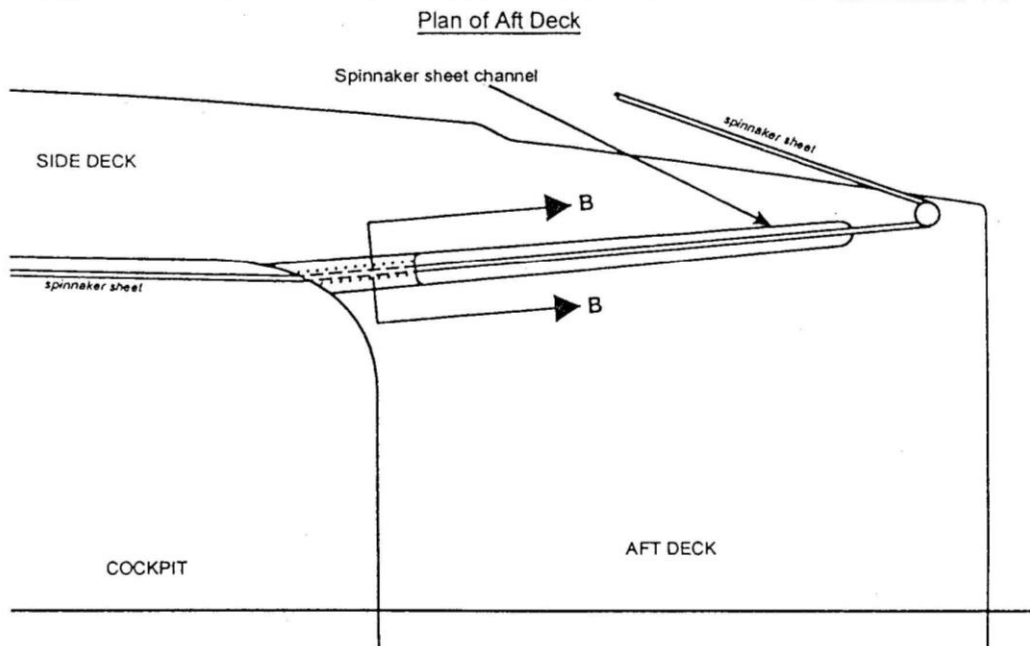 Plan of Aft Deck
Spinnaker sheet channel
spinnaker sheet
SIDE DECK
B
spinnaker sheet
B
AFT DECK
COCKPIT